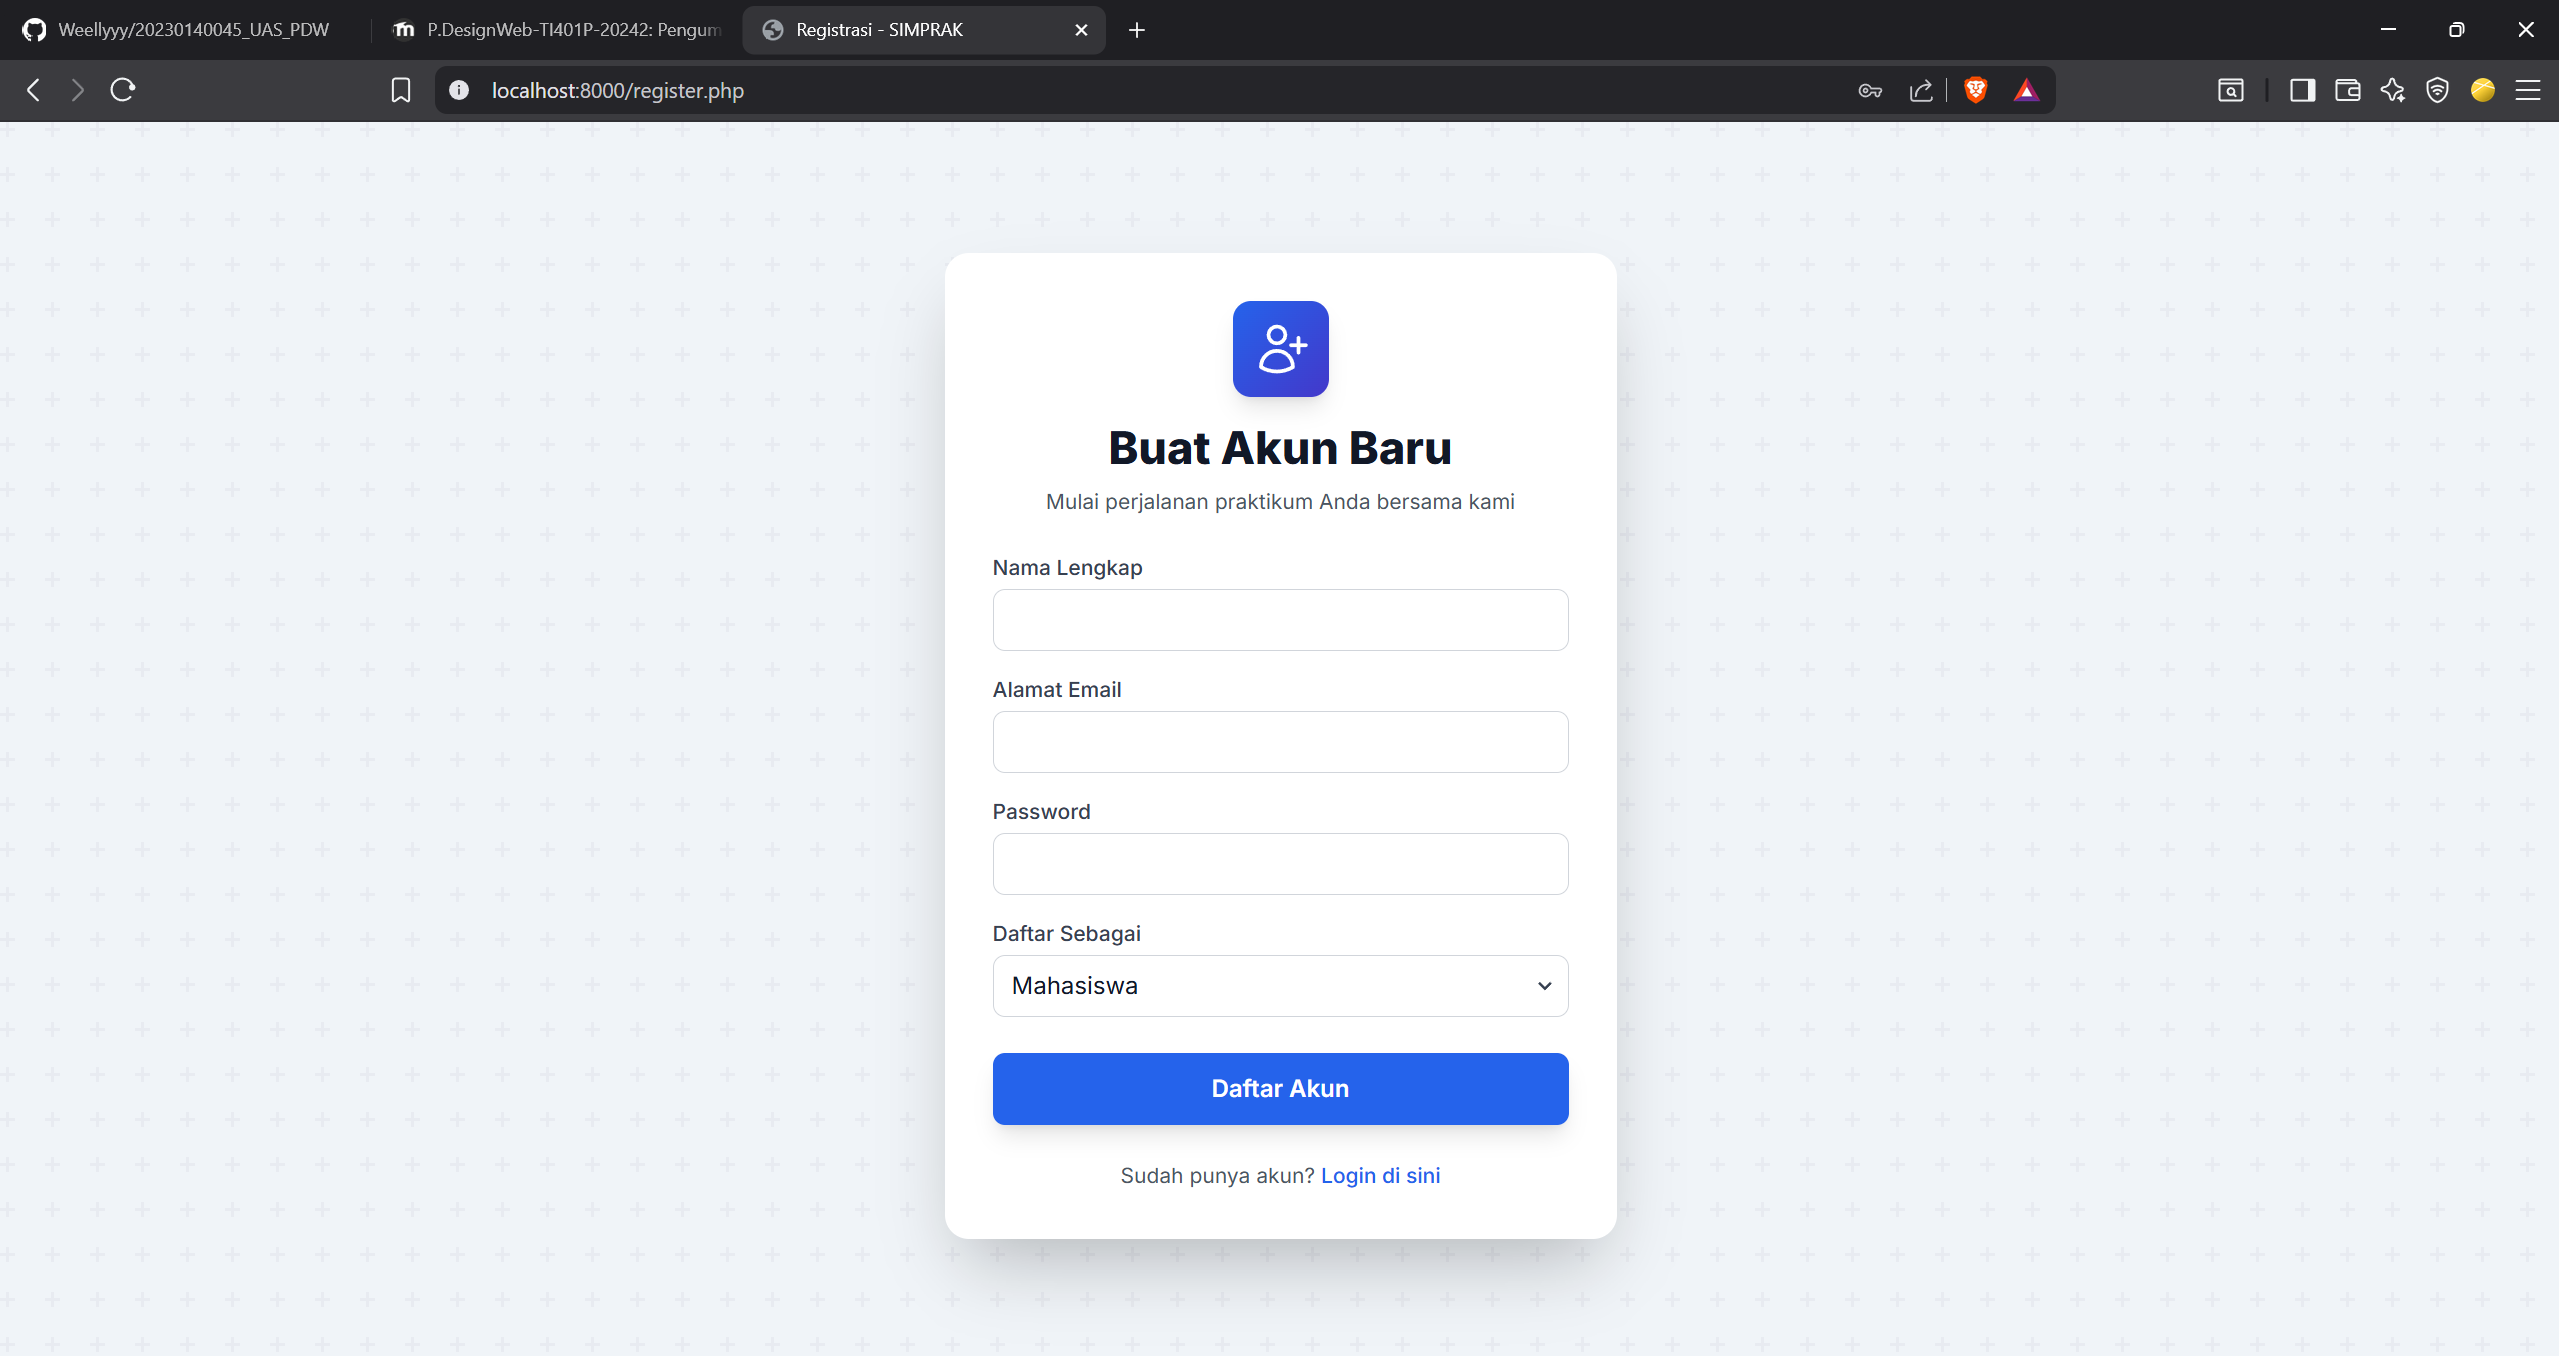 Weellyyy/20230140045_UAS_PDW
P.DesignWeb-TI401P-20242: Pengum
Registrasi - SIMPRAK
localhost:8000/register.php
Buat Akun Baru
Mulai perjalanan praktikum Anda bersama kami
Nama Lengkap
Alamat Email
Password
Daftar Sebagai
Mahasiswa
Daftar Akun
Sudah punya akun? Login di sini